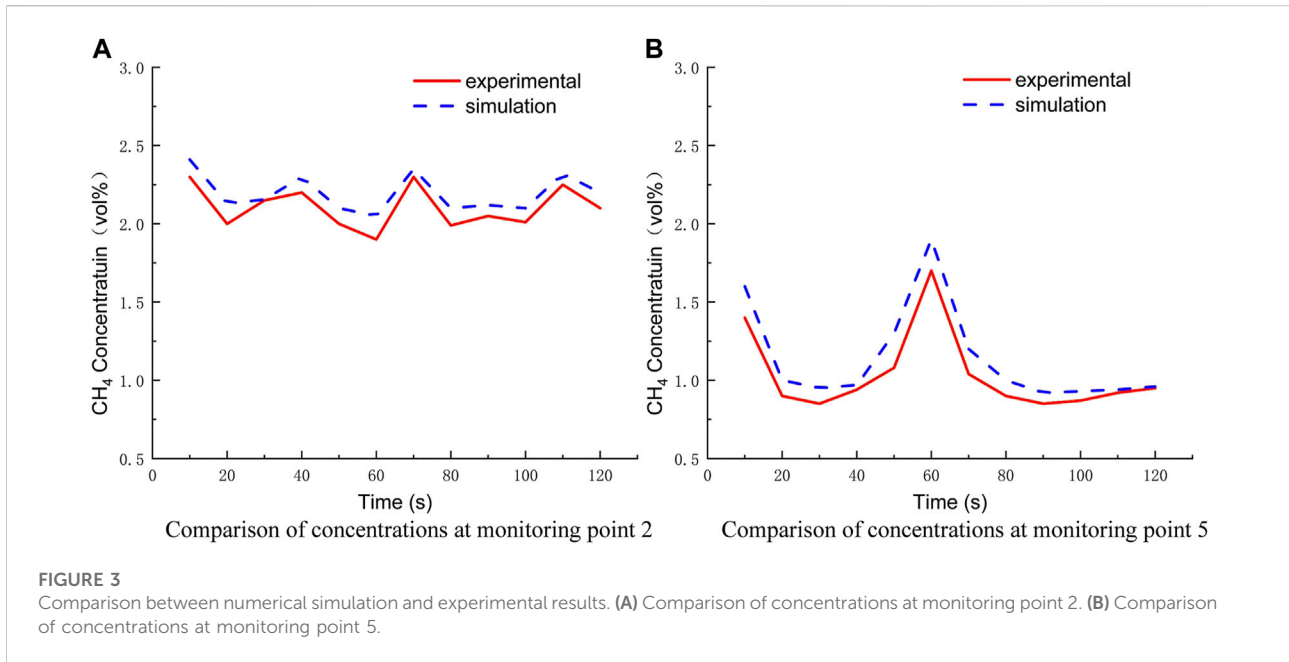 A
3.0
2.5
2.0
1.5
1.0
0.5
CH4 Concentratuin（vol%）
experimental
simulation
0 20 40 60 80 100 120
Time (s)
Comparison of concentrations at monitoring point 2
B
3.0
2.5
2.0
1.5
1.0
0.5
CH4 Concentratuin（vol%）
experimental
simulation
0 20 40 60 80 100 120
Time (s)
Comparison of concentrations at monitoring point 5
FIGURE 3
Comparison between numerical simulation and experimental results. (A) Comparison of concentrations at monitoring point 2. (B) Comparison
of concentrations at monitoring point 5.